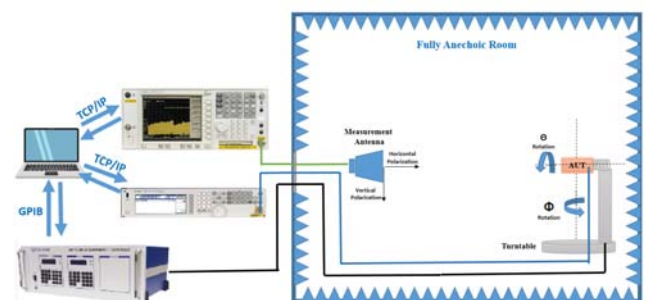 Fully Anechoic Room
TCP/IP
Measurement
Antenna
Horizontal
Polarization
Vertical
Polarization
Θ
Rotation
AUT
TCP/IP
GPIB
Φ
Rotation
Turntable